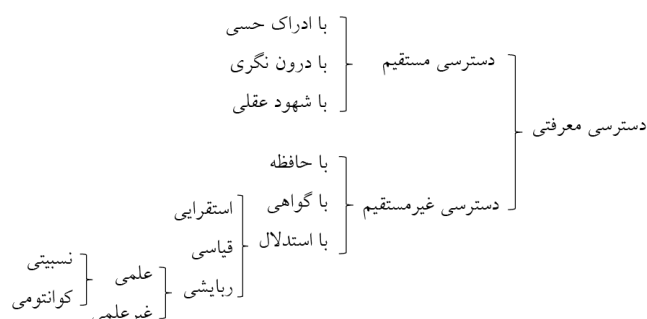 دسترسی معرفتی
دسترسی مستقیم
با ادراک حسی
با درون نگری
با شهود عقلی
دسترسی غیرمستقیم
با حافظه
با گواهی
با استدلال
استقرایی
قیاسی
ربایشی
علمی
نسبیتی
کوانتومی
غیرعلمی